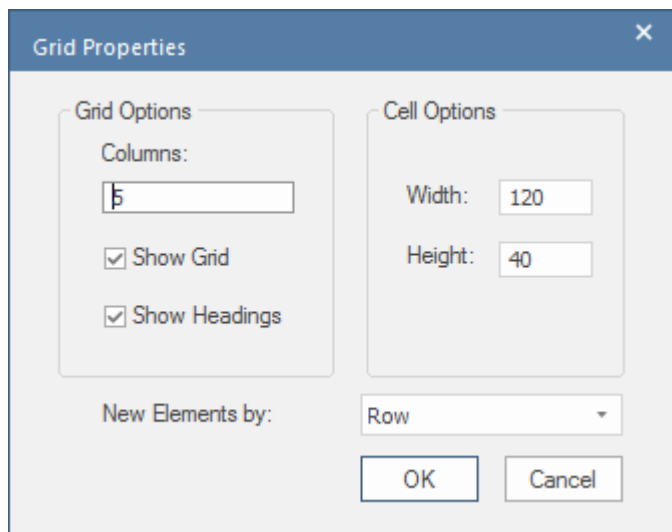 Grid Properties
Grid Options
Columns:
5
Show Grid
Show Headings
Cell Options
Width: 120
Height: 40
New Elements by: Row
OK Cancel